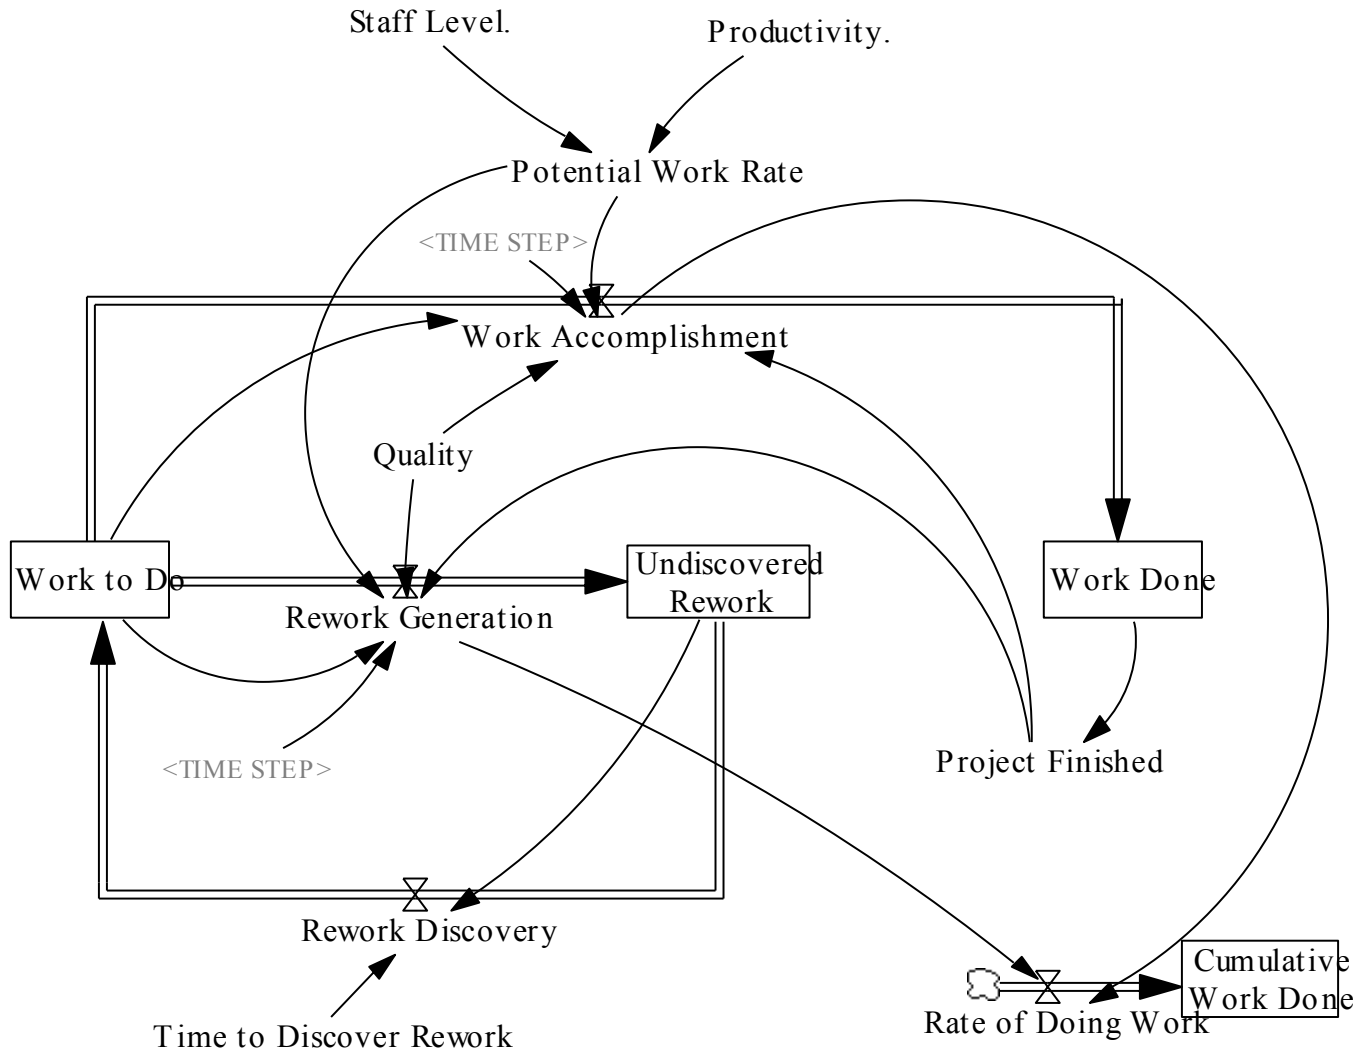 Staff Level.
Productivity.
Potential Work Rate
<TIME STEP>
Work Accomplishment
Quality
Work to Do
Undiscovered
Rework
Work Done
Rework Generation
<TIME STEP>
Project Finished
Rework Discovery
Cumulative
Work Done
Rate of Doing Work
Time to Discover Rework